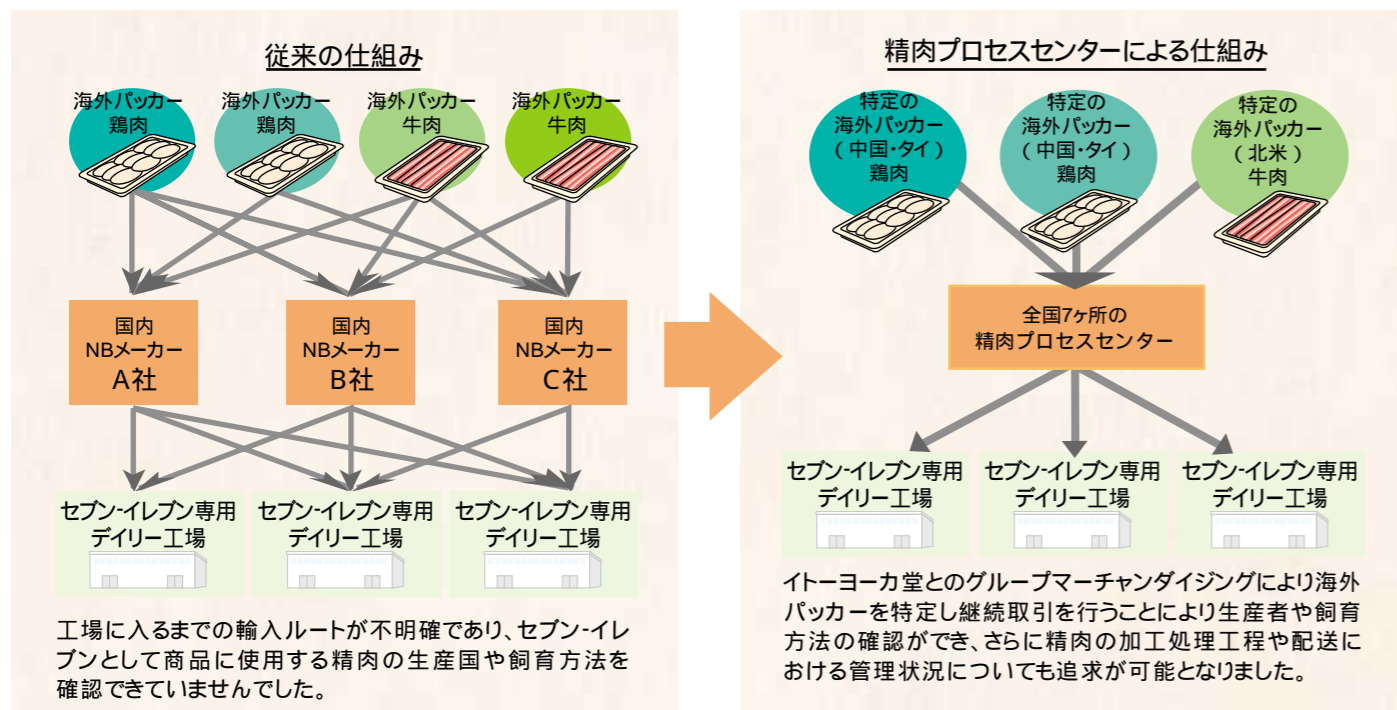 従来の仕組み
海外パッカー
鶏肉
海外パッカー
鶏肉
海外パッカー
牛肉
海外パッカー
牛肉
国内
NBメーカー
A社
国内
NBメーカー
B社
国内
NBメーカー
C社
セブン-イレブン専用
デイリー工場
セブン-イレブン専用
デイリー工場
セブン-イレブン専用
デイリー工場
工場に入るまでの輸入ルートが不明確であり、セブン-イレ
ブンとして商品に使用する精肉の生産国や飼育方法を
確認できていませんでした。
精肉プロセスセンターによる仕組み
特定の
海外パッカー
(中国・タイ)
鶏肉
特定の
海外パッカー
(中国・タイ)
鶏肉
特定の
海外パッカー
(北米)
牛肉
全国7ヶ所の
精肉プロセスセンター
セブン-イレブン専用
デイリー工場
セブン-イレブン専用
デイリー工場
セブン-イレブン専用
デイリー工場
イトーヨーカ堂とのグループマーチャンダイジングにより海外
パッカーを特定し継続取引を行うことにより生産者や飼育
方法の確認ができ、さらに精肉の加工処理工程や配送に
おける管理状況についても追求が可能となりました。